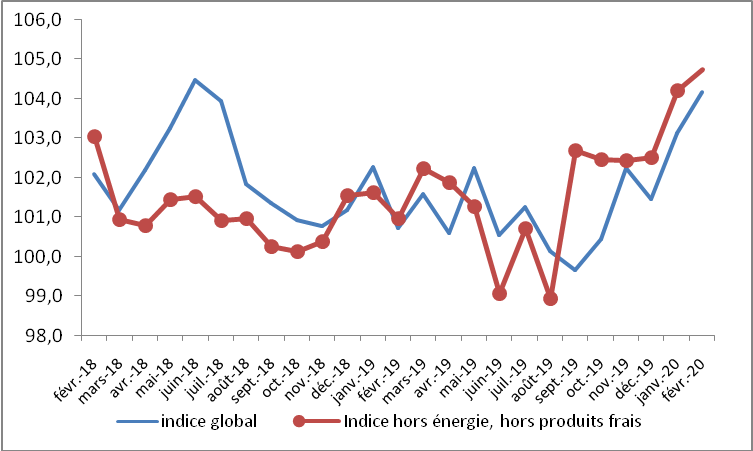 106,0
105,0
104,0
103,0
102,0
101,0
100,0
99,0
98,0
févr.-18
mars-18
avr.-18
mai-18
juin-18
juil.-18
août-18
sept.-18
oct.-18
nov.-18
déc.-18
janv.-19
févr.-19
mars-19
avr.-19
mai-19
juin-19
juil.-19
août-19
sept.-19
oct.-19
nov.-19
déc.-19
janv.-20
févr.-20
indice global
Indice hors énergie, hors produits frais